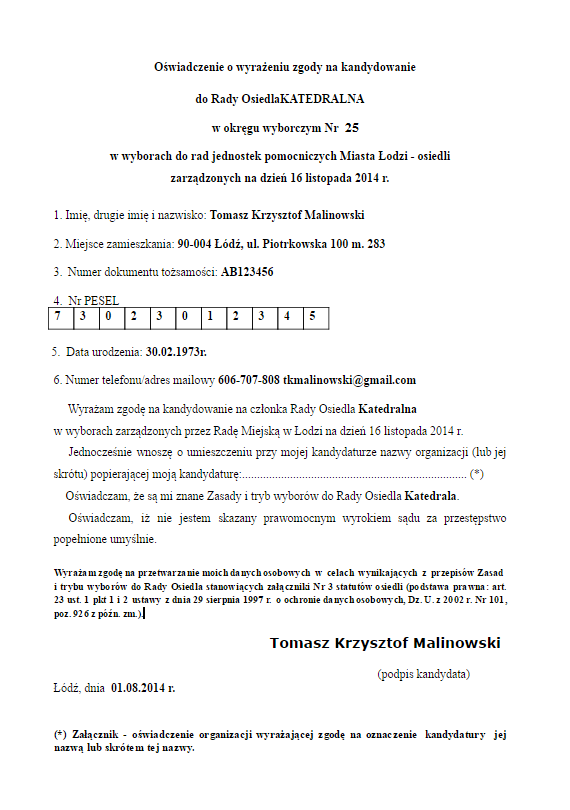 Oświadczenie o wyrażeniu zgody na kandydowanie
do Rady OsiedlaKATEDRALNA
w okręgu wyborczym Nr 25
w wyborach do rad jednostek pomocniczych Miasta Łodzi - osiedli
zarządzonych na dzień 16 listopada 2014 r.
1. Imię, drugie imię i nazwisko: Tomasz Krzysztof Malinowski
2. Miejsce zamieszkania: 90-004 Łódź, ul. Piotrkowska 100 m. 283
3. Numer dokumentu tożsamości: AB123456
4. Nr PESEL
7 3 0 2 3 0 1 2 3 4 5
5. Data urodzenia: 30.02.1973r.
6. Numer telefonu/adres mailowy 606-707-808 tkmalinowski@gmail.com
Wyrażam zgodę na kandydowanie na członka Rady Osiedla Katedralna
w wyborach zarządzonych przez Radę Miejską w Łodzi na dzień 16 listopada 2014 r.
Jednocześnie wnoszę o umieszczeniu przy mojej kandydaturze nazwy organizacji (lub jej
skrótu) popierającej moją kandydaturę:........................................................................... (*)
Oświadczam, że są mi znane Zasady i tryb wyborów do Rady Osiedla Katedrala.
Oświadczam, iż nie jestem skazany prawomocnym wyrokiem sądu za przestępstwo
popełnione umyślnie.
Wyrażam zgodę na przetwarzanie moich danych osobowych w celach wynikających z przepisów Zasad
i trybu wyborów do Rady Osiedla stanowiących załączniki Nr 3 statutów osiedli (podstawa prawna: art.
23 ust. 1 pkt 1 i 2 ustawy z dnia 29 sierpnia 1997 r. o ochronie danych osobowych, Dz. U. z 2002 r. Nr 101,
poz. 926 z późn. zm.).
Tomasz Krzysztof Malinowski
(podpis kandydata)
Łódź, dnia 01.08.2014 r.
(*) Załącznik - oświadczenie organizacji wyrażającej zgodę na oznaczenie kandydatury jej
nazwą lub skrótem tej nazwy.